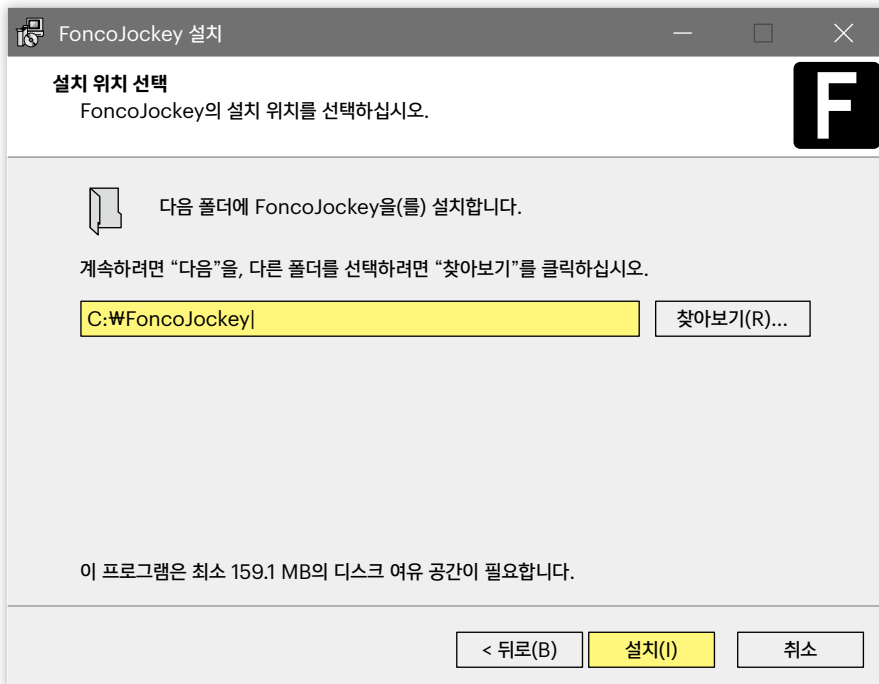 FoncoJockey 설치
설치 위치 선택
FoncoJockey의 설치 위치를 선택하십시오.
F
다음 폴더에 FoncoJockey을(를) 설치합니다.
계속하려면 “다음”을, 다른 폴더를 선택하려면 “찾아보기”를 클릭하십시오.
C:₩FoncoJockey|
찾아보기(R)...
이 프로그램은 최소 159.1 MB의 디스크 여유 공간이 필요합니다.
< 뒤로(B) 설치(I) 취소